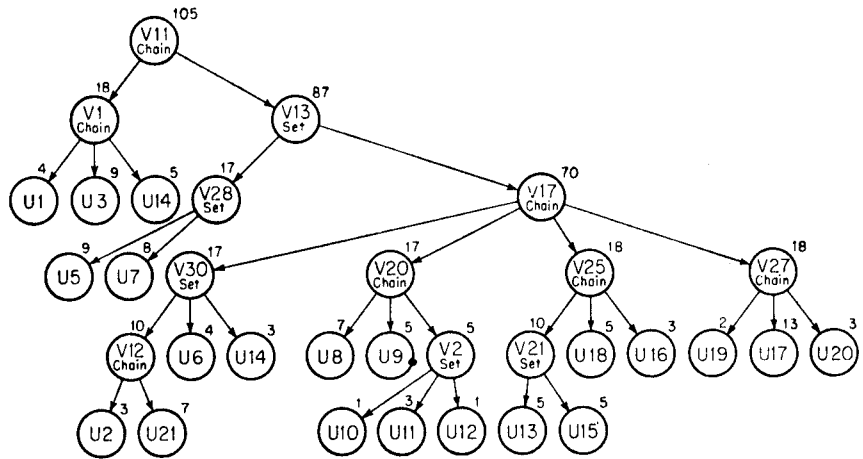 105
V11
Chain
18
V1
Chain
87
V13
Set
4
U1
9
U3
5
U14
17
V28
Set
70
V17
Chain
9
U5
8
U7
17
V30
Set
17
V20
Chain
18
V25
Chain
18
V27
Chain
10
V12
Chain
4
U6
3
U14
7
U8
5
U9
5
V2
Set
10
V21
Set
5
U18
3
U16
2
U19
13
U17
3
U20
3
U2
7
U21
1
U10
3
U11
1
U12
5
U13
5
U15